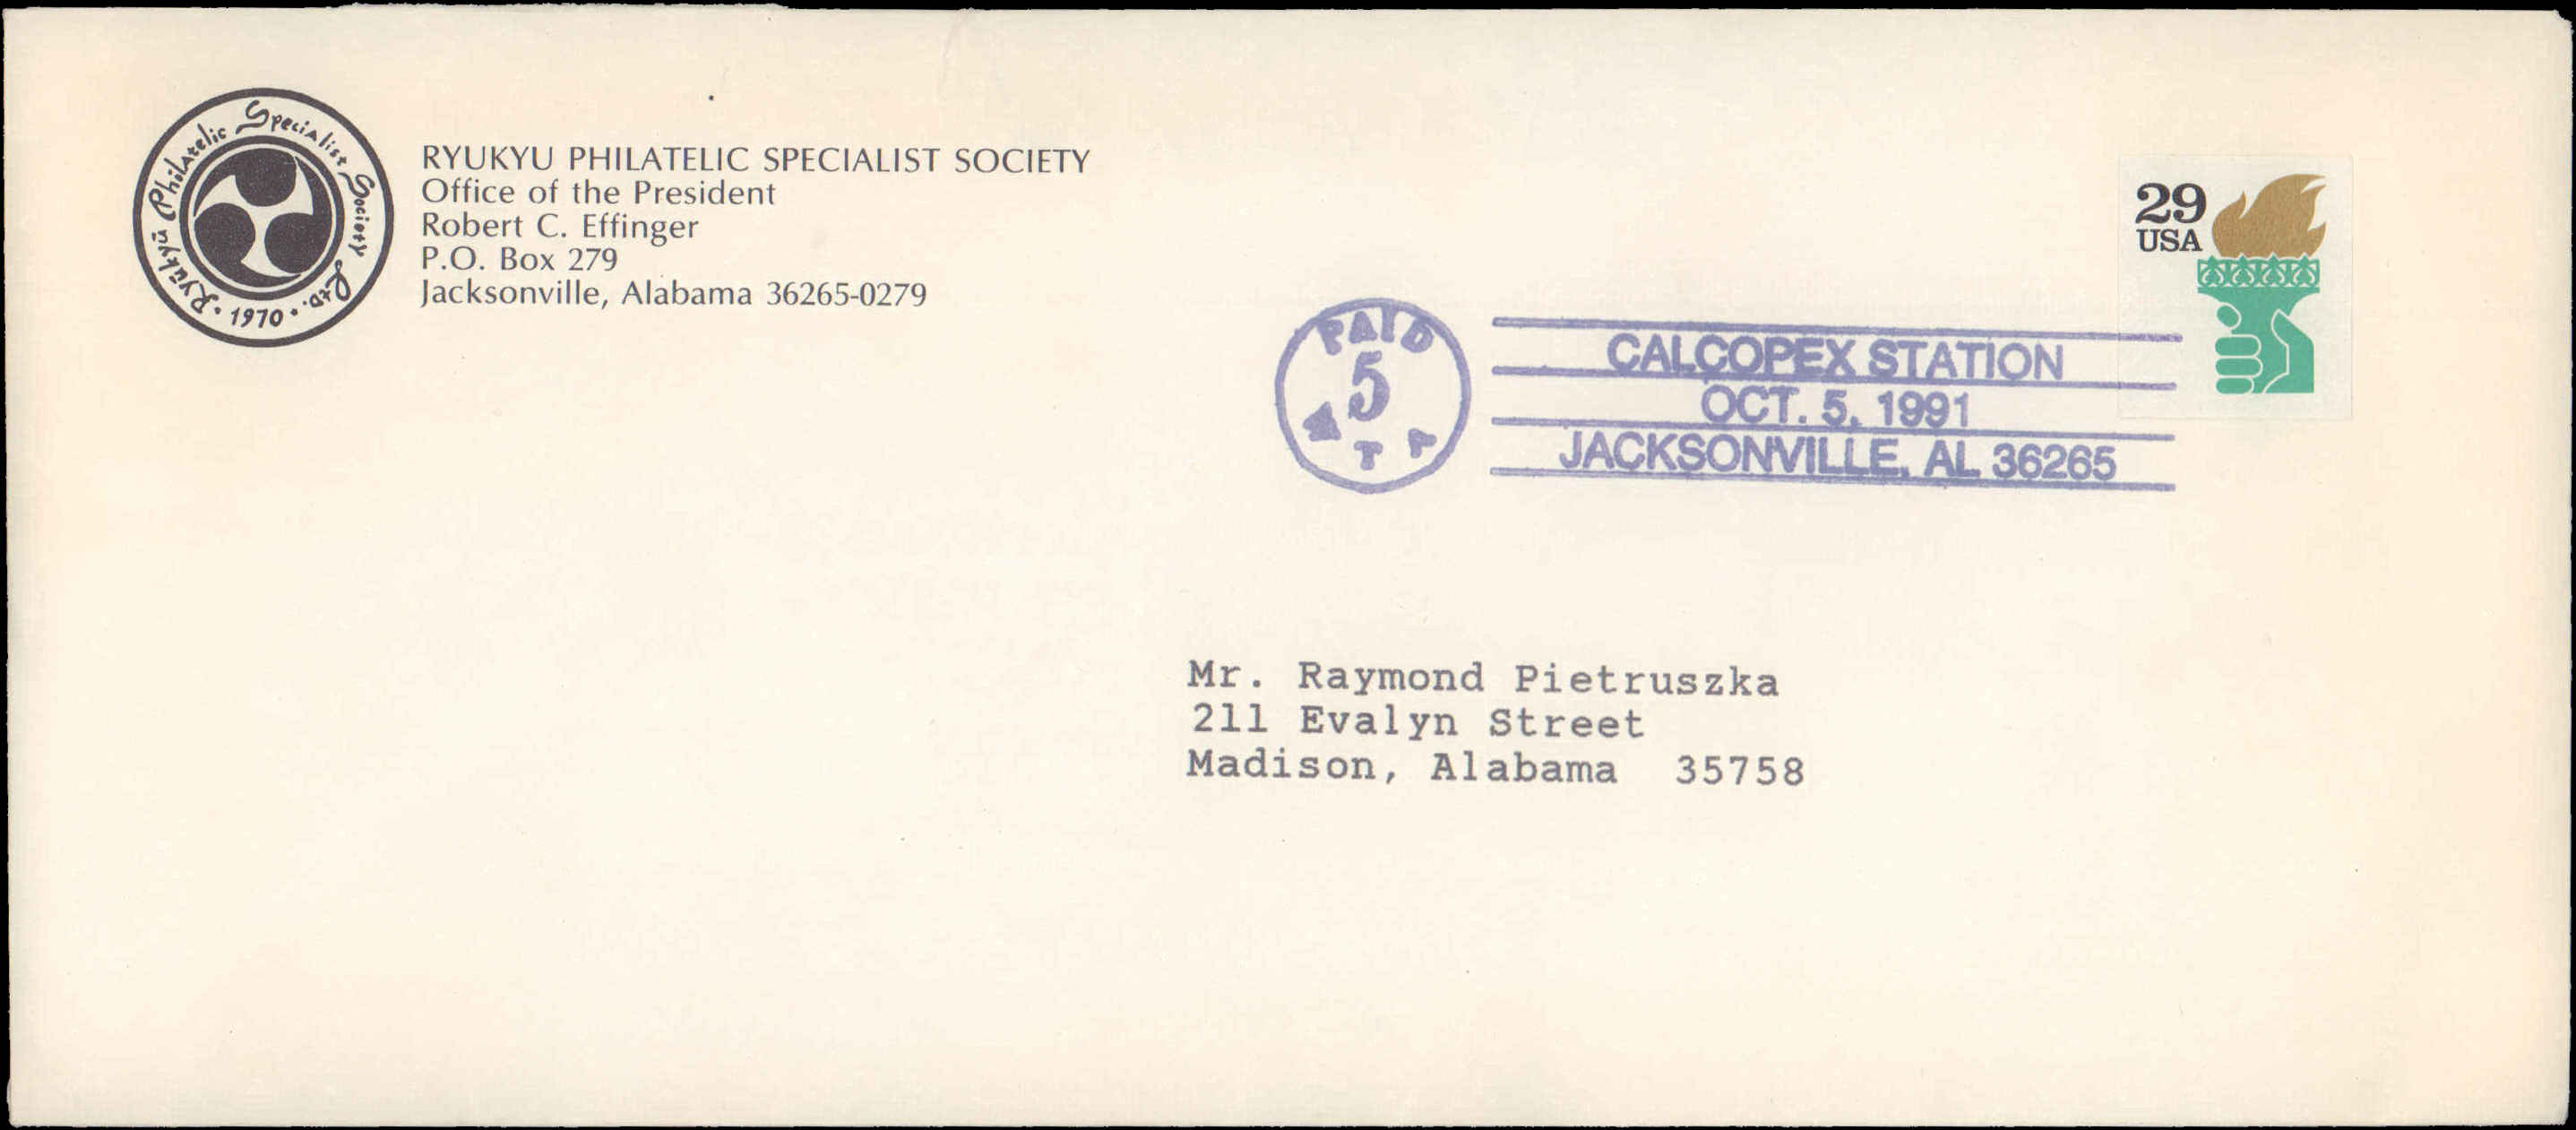 Ryūkyū Philatelic Specialist Society Ltd. • 1970 •
RYUKYU PHILATELIC SPECIALIST SOCIETY
Office of the President
Robert C. Effinger
P.O. Box 279
Jacksonville, Alabama 36265-0279
29
USA
PAID
5
CALCOPEX STATION
OCT. 5, 1991
JACKSONVILLE, AL 36265
Mr. Raymond Pietruszka
211 Evalyn Street
Madison, Alabama 35758